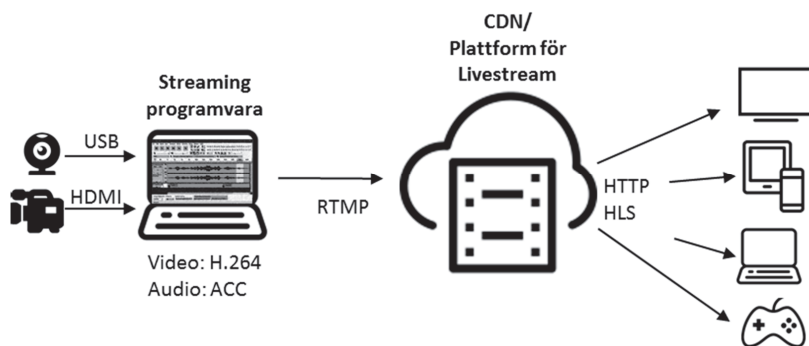 CDN/
Plattform för
Livestream
Streaming
programvara
USB
HDMI
RTMP
HTTP
HLS
Video: H.264
Audio: ACC